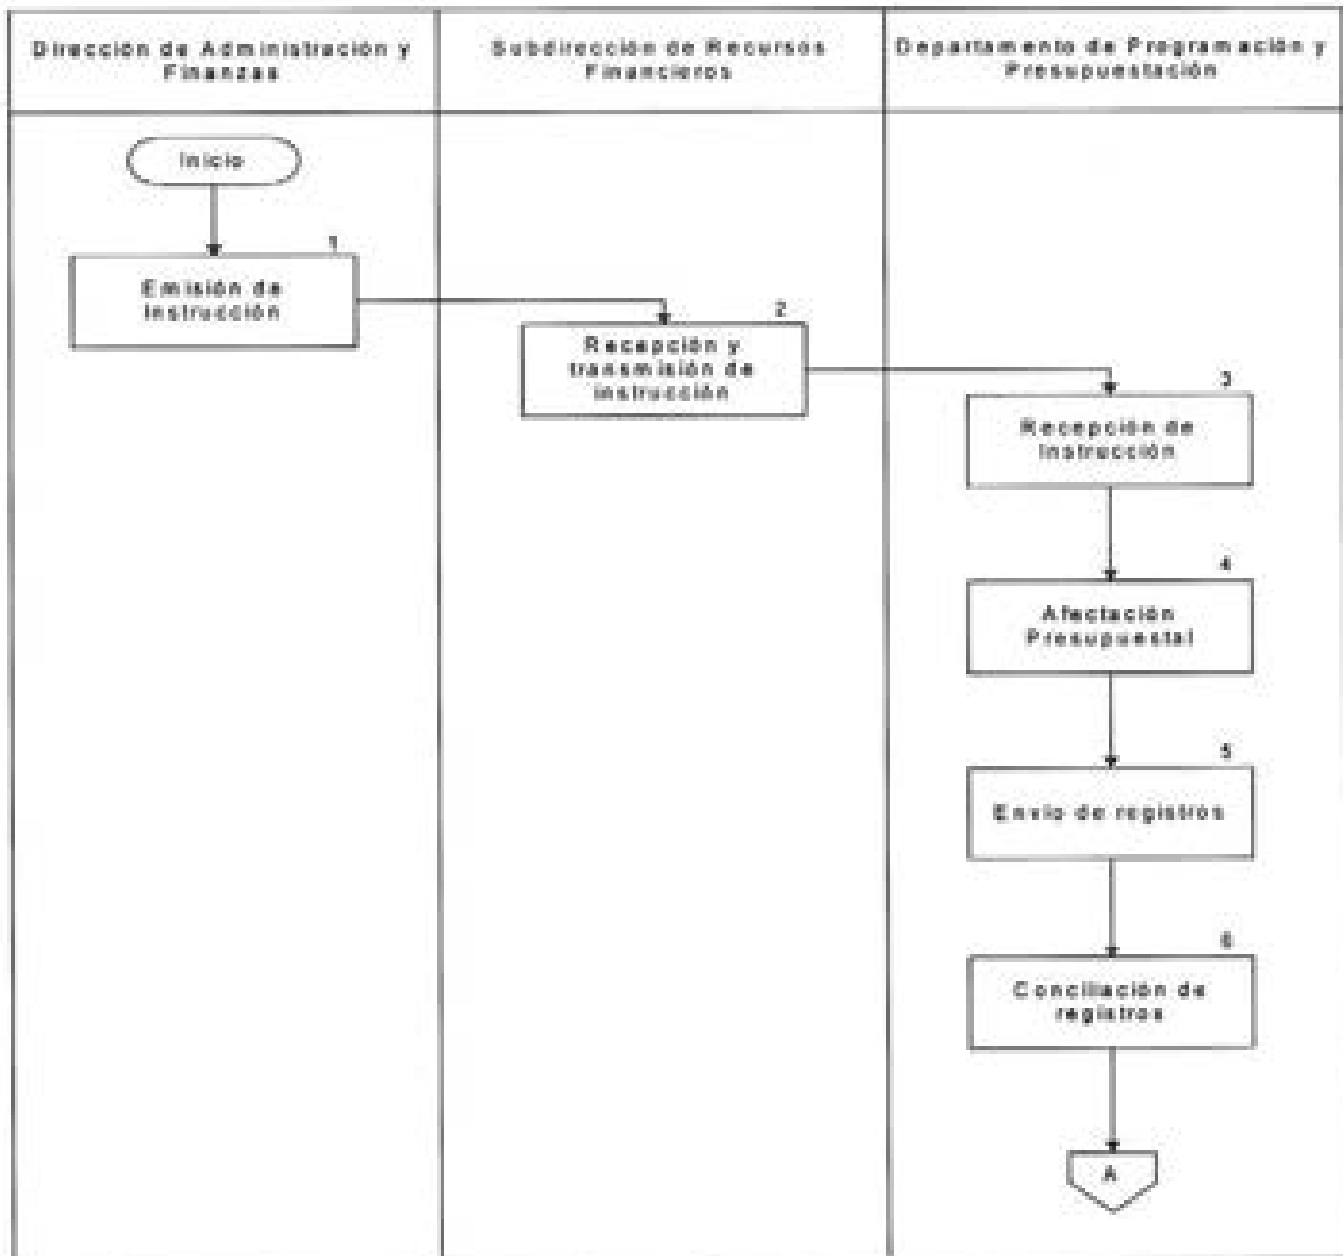 Dirección de Administración y
Finanzas
Subdirección de Recursos
Financieros
Departamento de Programación y
Presupuestación
Inicio
1
Emisión de
Instrucción
2
Recepción y
transmisión de
instrucción
3
Recepción de
Instrucción
4
Afectación
Presupuestal
5
Envío de registros
6
Conciliación de
registros
A